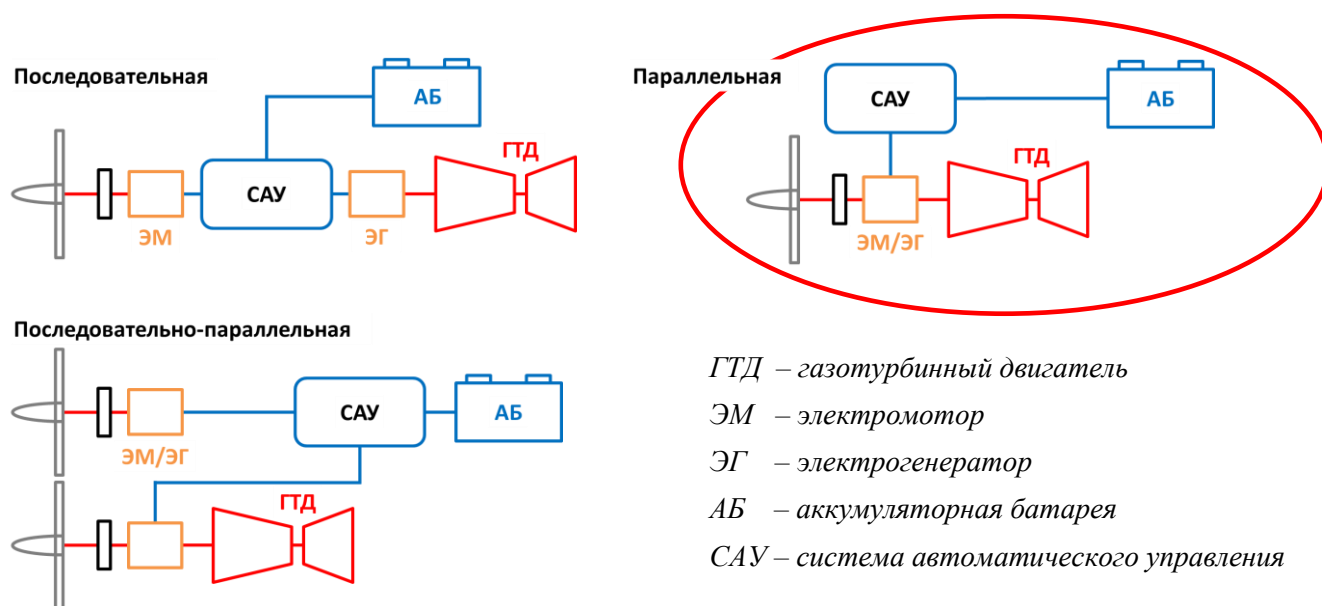 Последовательная
АБ
ГТД
САУ
ЭМ
ЭГ
Параллельная
САУ
АБ
ГТД
ЭМ/ЭГ
Последовательно-параллельная
САУ
АБ
ЭМ/ЭГ
ГТД
ГТД – газотурбинный двигатель
ЭМ – электромотор
ЭГ – электрогенератор
АБ – аккумуляторная батарея
САУ – система автоматического управления